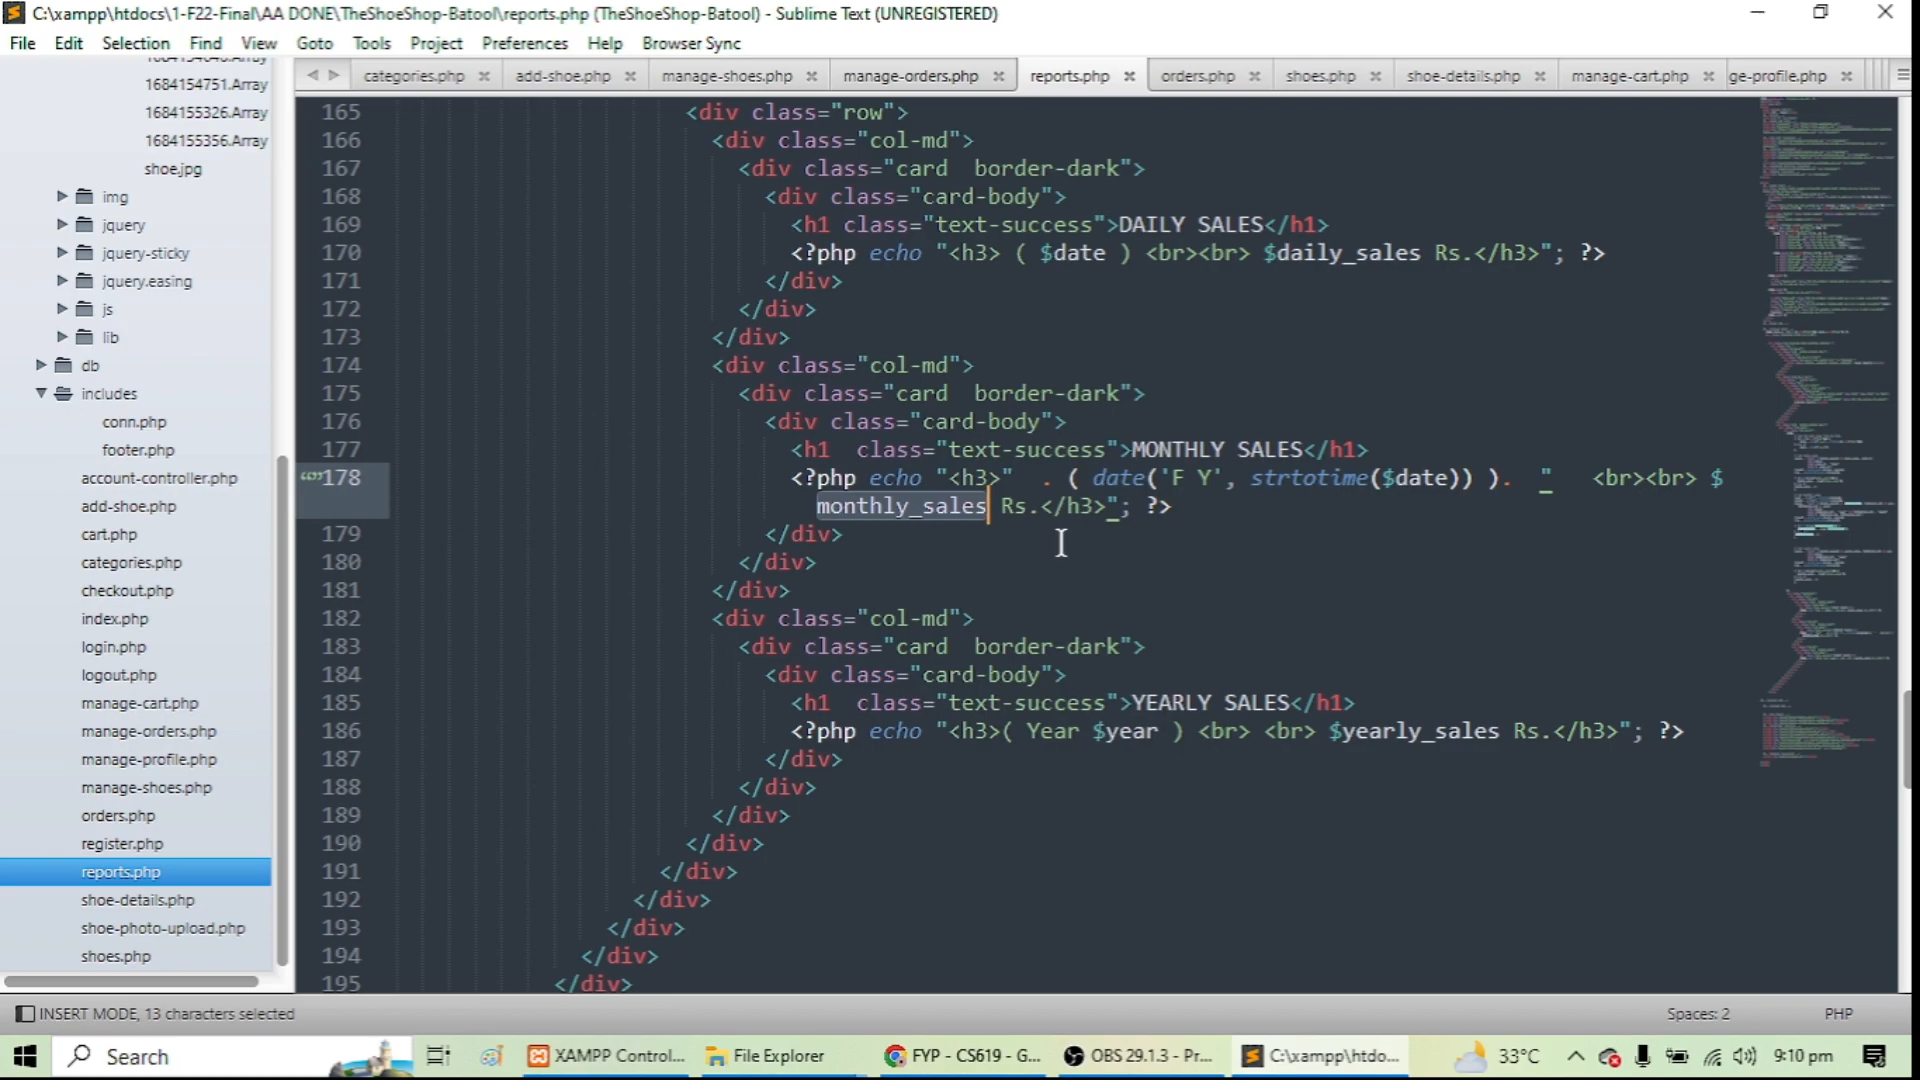 C:\xampp\htdocs\1-F22-Final\AA DONE\TheShoeShop-Batool\reports.php (TheShoeShop-Batool) - Sublime Text (UNREGISTERED)
File Edit Selection Find View Goto Tools Project Preferences Help Browser Sync
categories.php add-shoe.php manage-shoes.php manage-orders.php reports.php orders.php shoes.php shoe-details.php manage-cart.php ge-profile.php
1684154751.Array
1684155326.Array
1684155356.Array
shoe.jpg
img
jquery
jquery-sticky
jquery.easing
js
lib
db
includes
conn.php
footer.php
account-controller.php
add-shoe.php
cart.php
categories.php
checkout.php
index.php
login.php
logout.php
manage-cart.php
manage-orders.php
manage-profile.php
manage-shoes.php
orders.php
register.php
reports.php
shoe-details.php
shoe-photo-upload.php
shoes.php
165 <div class="row">
166 <div class="col-md">
167 <div class="card  border-dark">
168 <div class="card-body">
169 <h1 class="text-success">DAILY SALES</h1>
170 <?php echo "<h3> ( $date ) <br><br> $daily_sales Rs.</h3>"; ?>
171 </div>
172 </div>
173 </div>
174 <div class="col-md">
175 <div class="card  border-dark">
176 <div class="card-body">
177 <h1  class="text-success">MONTHLY SALES</h1>
178 <?php echo "<h3>"  . ( date('F Y', strtotime($date)) ).  "   <br><br> $
monthly_sales Rs.</h3>"; ?>
179 </div>
180 </div>
181 </div>
182 <div class="col-md">
183 <div class="card  border-dark">
184 <div class="card-body">
185 <h1  class="text-success">YEARLY SALES</h1>
186 <?php echo "<h3>( Year $year ) <br> <br> $yearly_sales Rs.</h3>"; ?>
187 </div>
188 </div>
189 </div>
190 </div>
191 </div>
192 </div>
193 </div>
194 </div>
195 </div>
INSERT MODE, 13 characters selected Spaces: 2 PHP
Search XAMPP Control... File Explorer FYP - CS619 - G... OBS 29.1.3 - Pr... C:\xampp\htdo... 33°C 9:10 pm